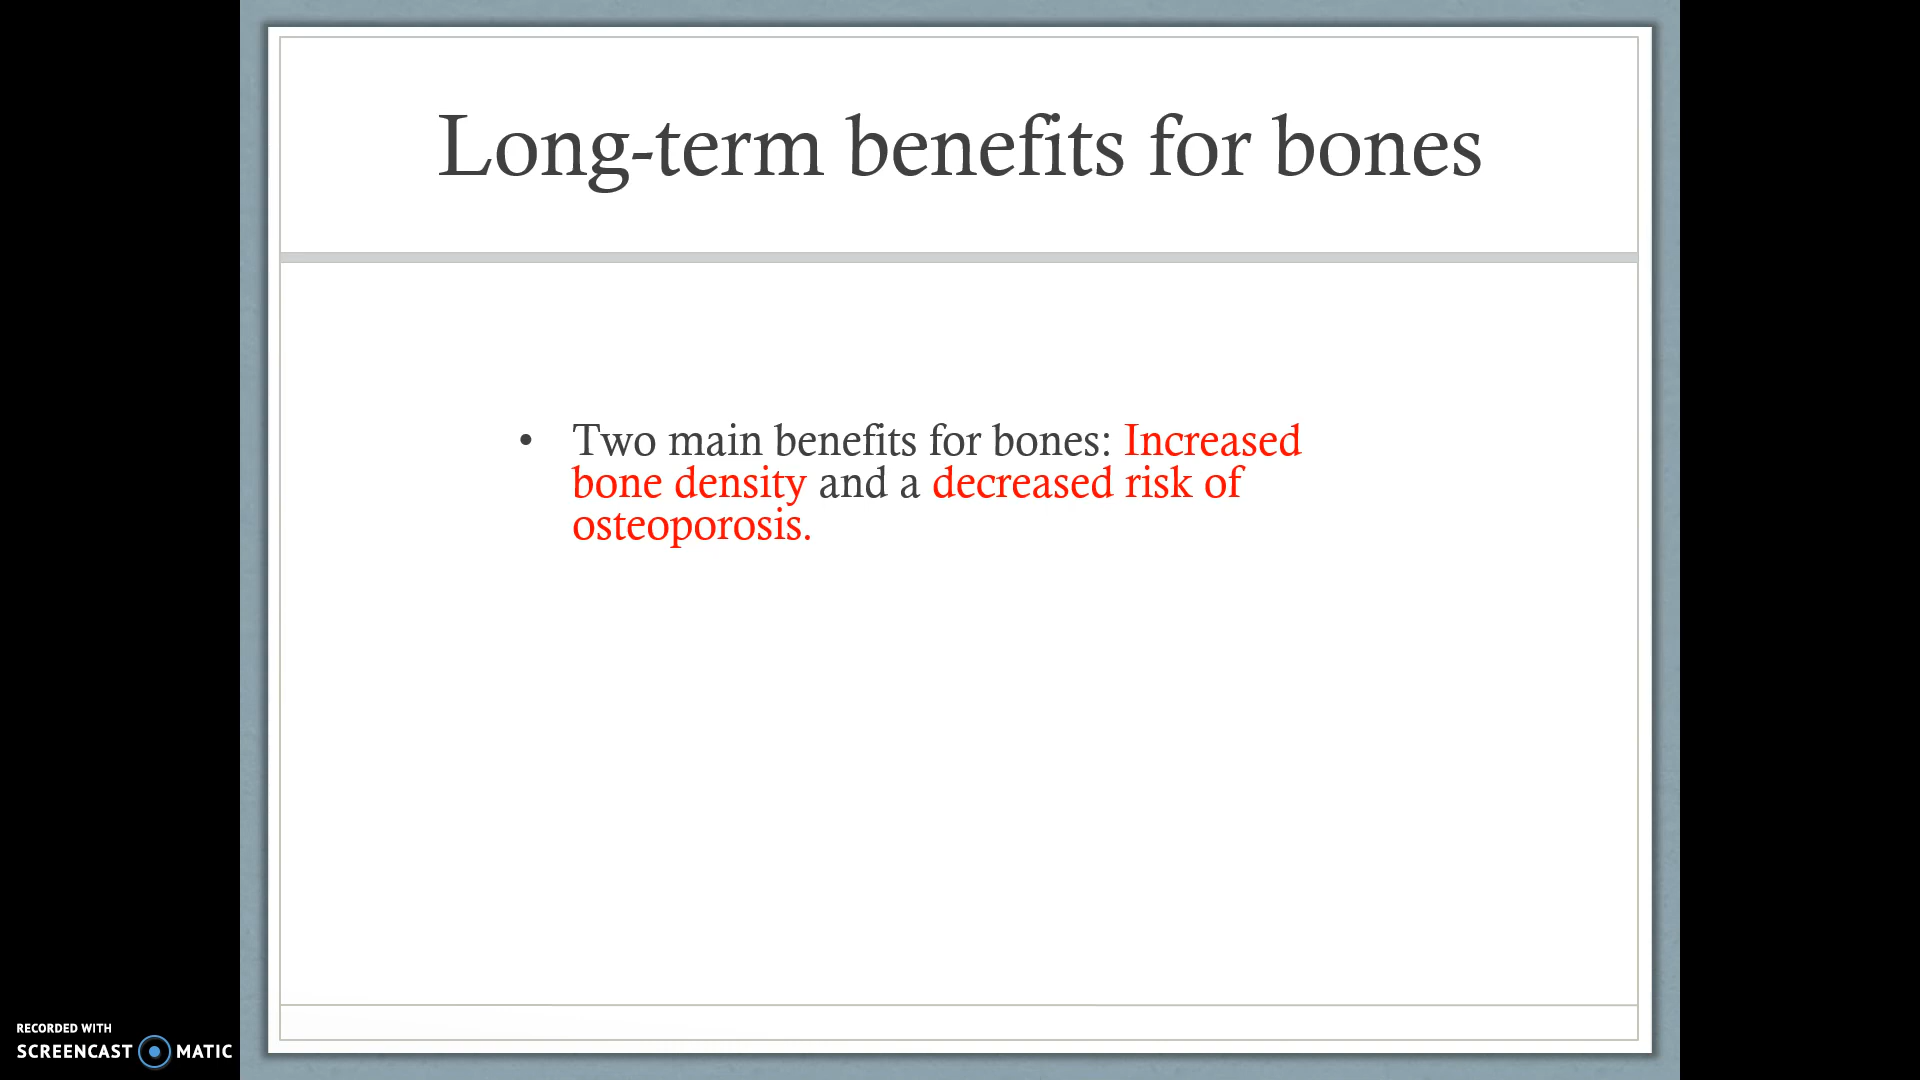 Long-term benefits for bones
• Two main benefits for bones: Increased
bone density and a decreased risk of
osteoporosis.
RECORDED WITH
SCREENCAST MATIC